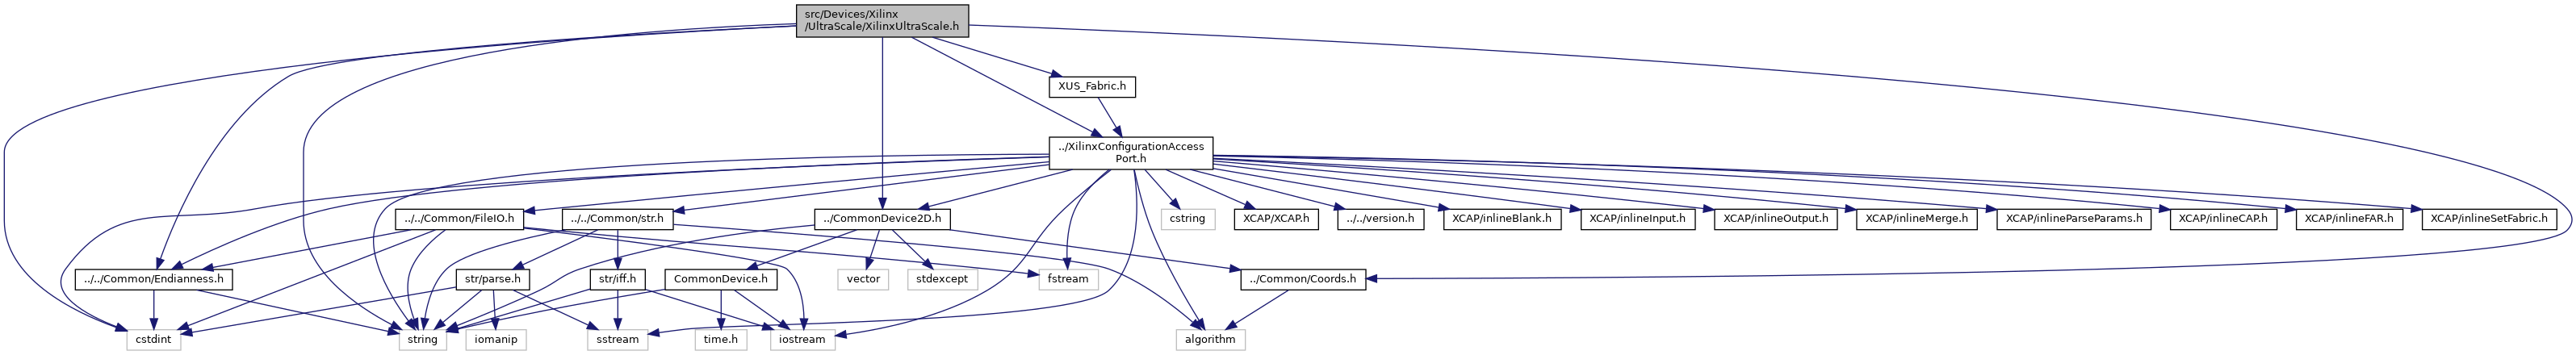 src/Devices/Xilinx
/UltraScale/XilinxUltraScale.h
XUS_Fabric.h
../XilinxConfigurationAccess
Port.h
../../Common/FileIO.h
../../Common/str.h
../CommonDevice2D.h
cstring
XCAP/XCAP.h
../../version.h
XCAP/inlineBlank.h
XCAP/inlineInput.h
XCAP/inlineOutput.h
XCAP/inlineMerge.h
XCAP/inlineParseParams.h
XCAP/inlineCAP.h
XCAP/inlineFAR.h
XCAP/inlineSetFabric.h
../../Common/Endianness.h
str/parse.h
str/iff.h
CommonDevice.h
vector
stdexcept
fstream
../Common/Coords.h
cstdint
string
iomanip
sstream
time.h
iostream
algorithm